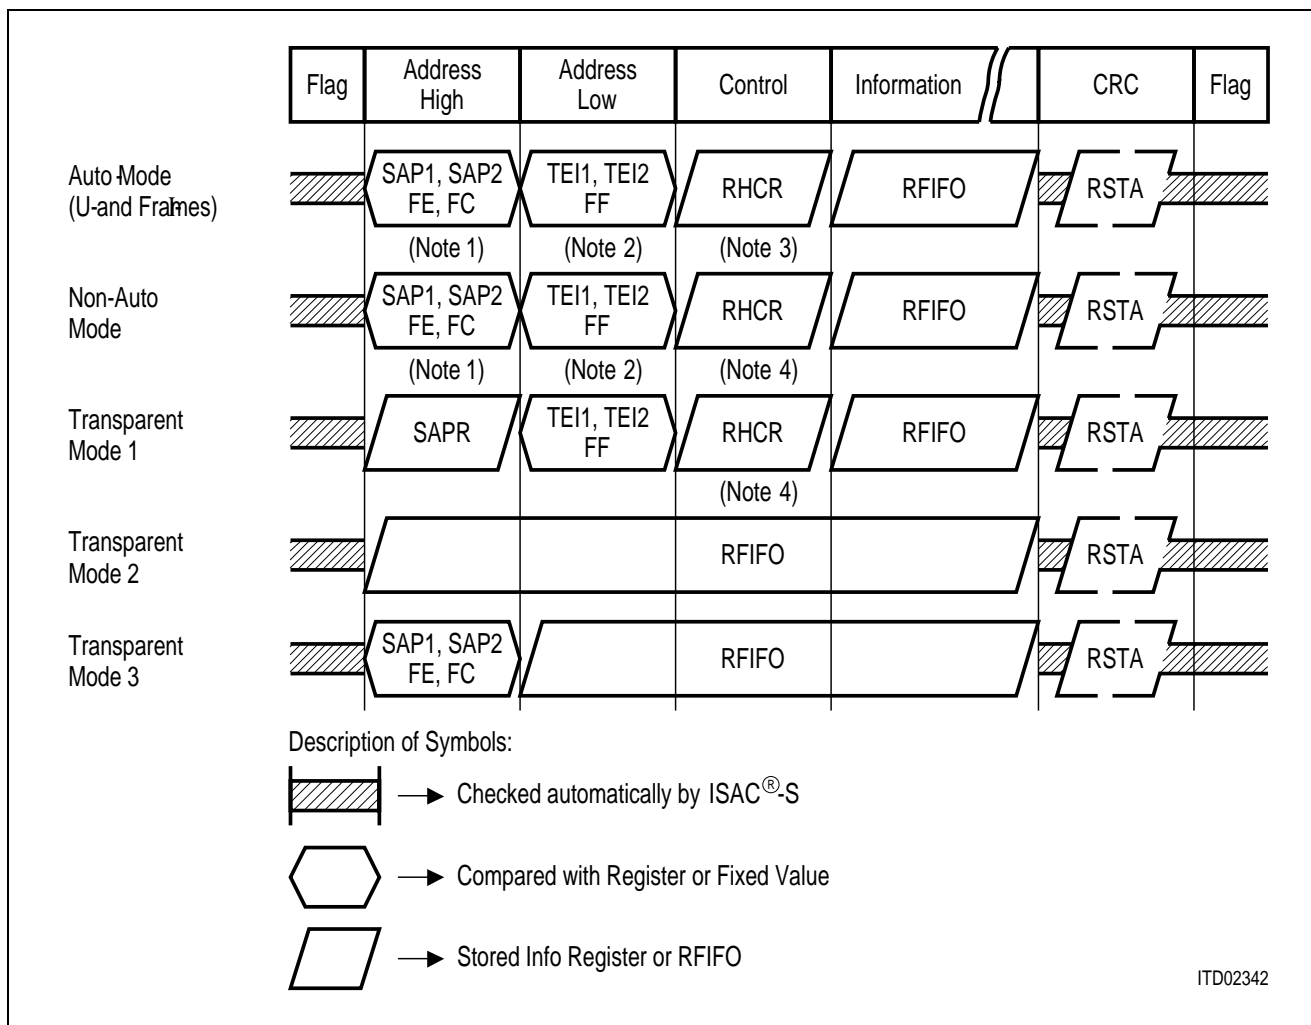 Flag Address High Address Low Control Information CRC Flag
Auto-Mode (U-and Frames) SAP1, SAP2 FE, FC TEI1, TEI2 FF RHCR RFIFO RSTA
(Note 1) (Note 2) (Note 3)
Non-Auto Mode SAP1, SAP2 FE, FC TEI1, TEI2 FF RHCR RFIFO RSTA
(Note 1) (Note 2) (Note 4)
Transparent Mode 1 SAPR TEI1, TEI2 FF RHCR RFIFO RSTA
(Note 4)
Transparent Mode 2 RFIFO RSTA
Transparent Mode 3 SAP1, SAP2 FE, FC RFIFO RSTA
Description of Symbols:
Checked automatically by ISAC®-S
Compared with Register or Fixed Value
Stored Info Register or RFIFO
ITD02342